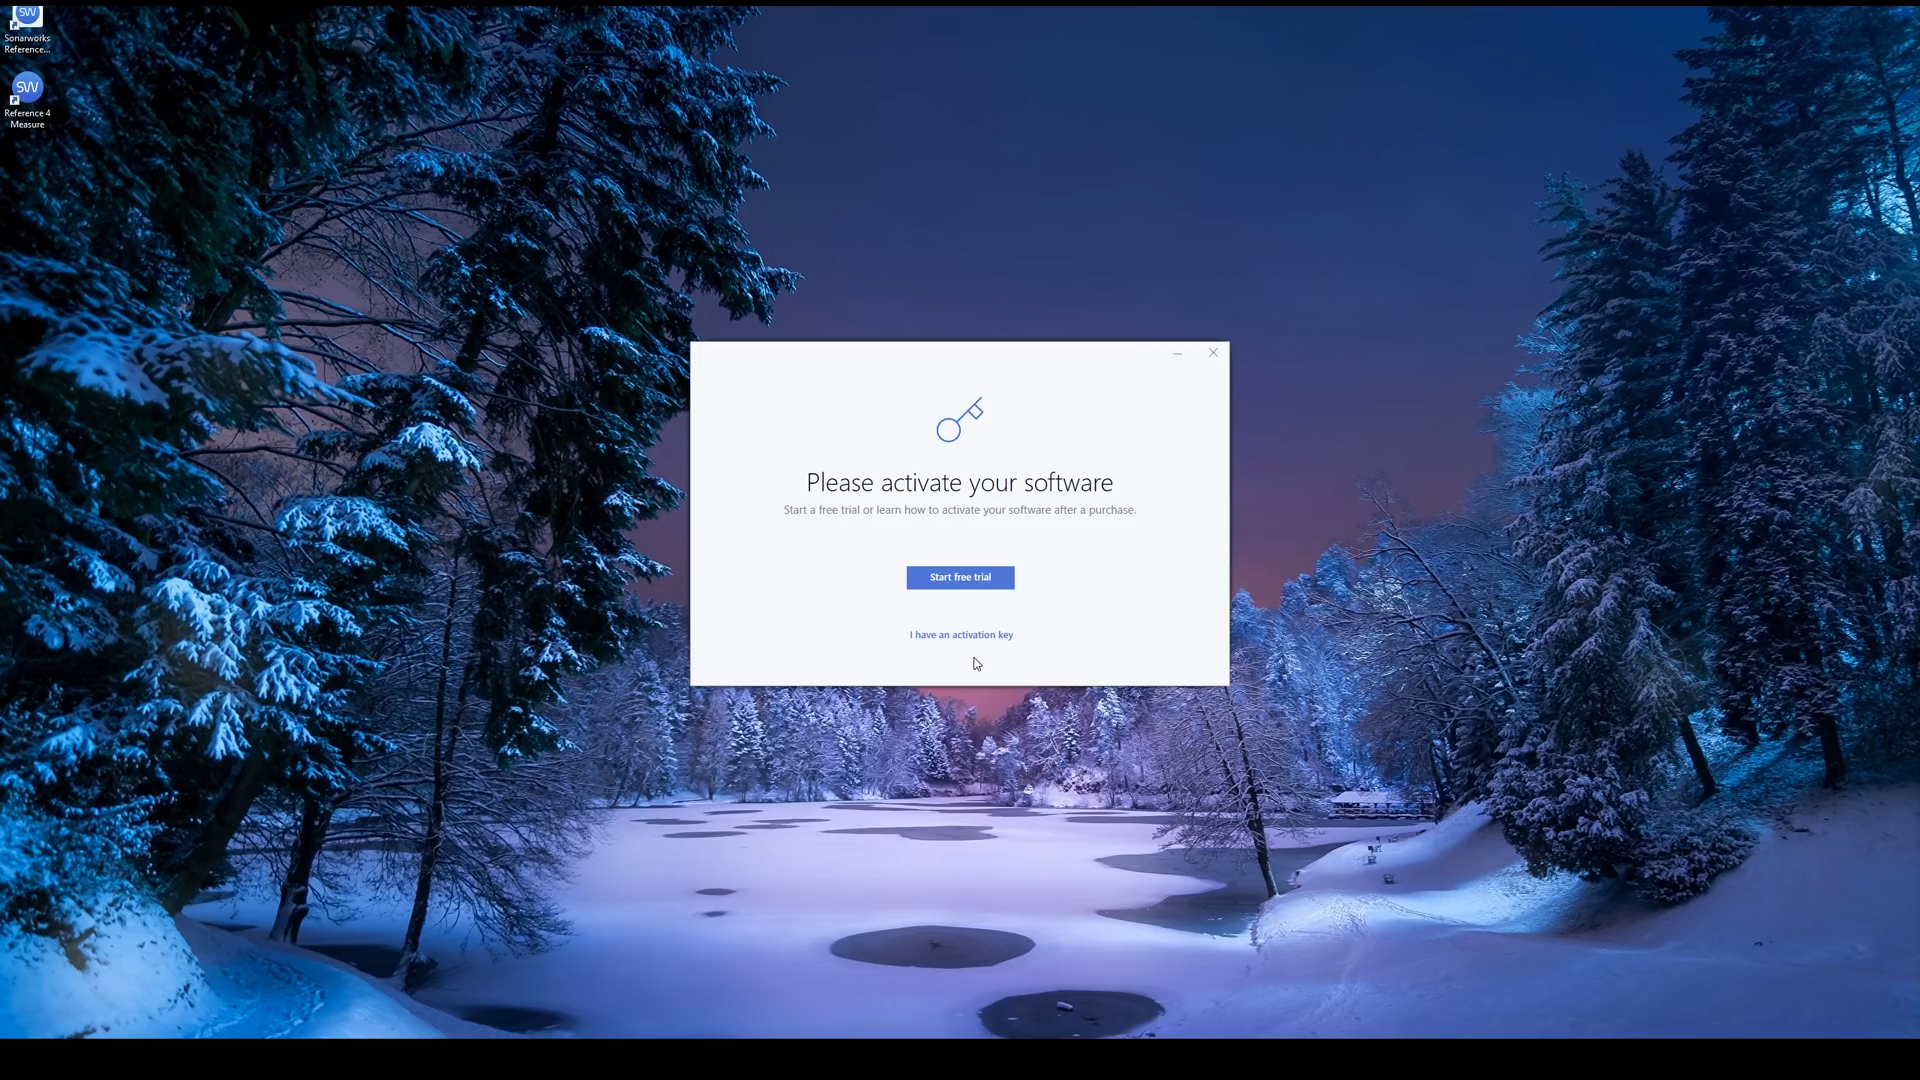 SW
Sonarworks
Reference...
SW
Reference 4
Measure
Please activate your software
Start a free trial or learn how to activate your software after a purchase.
Start free trial
I have an activation key